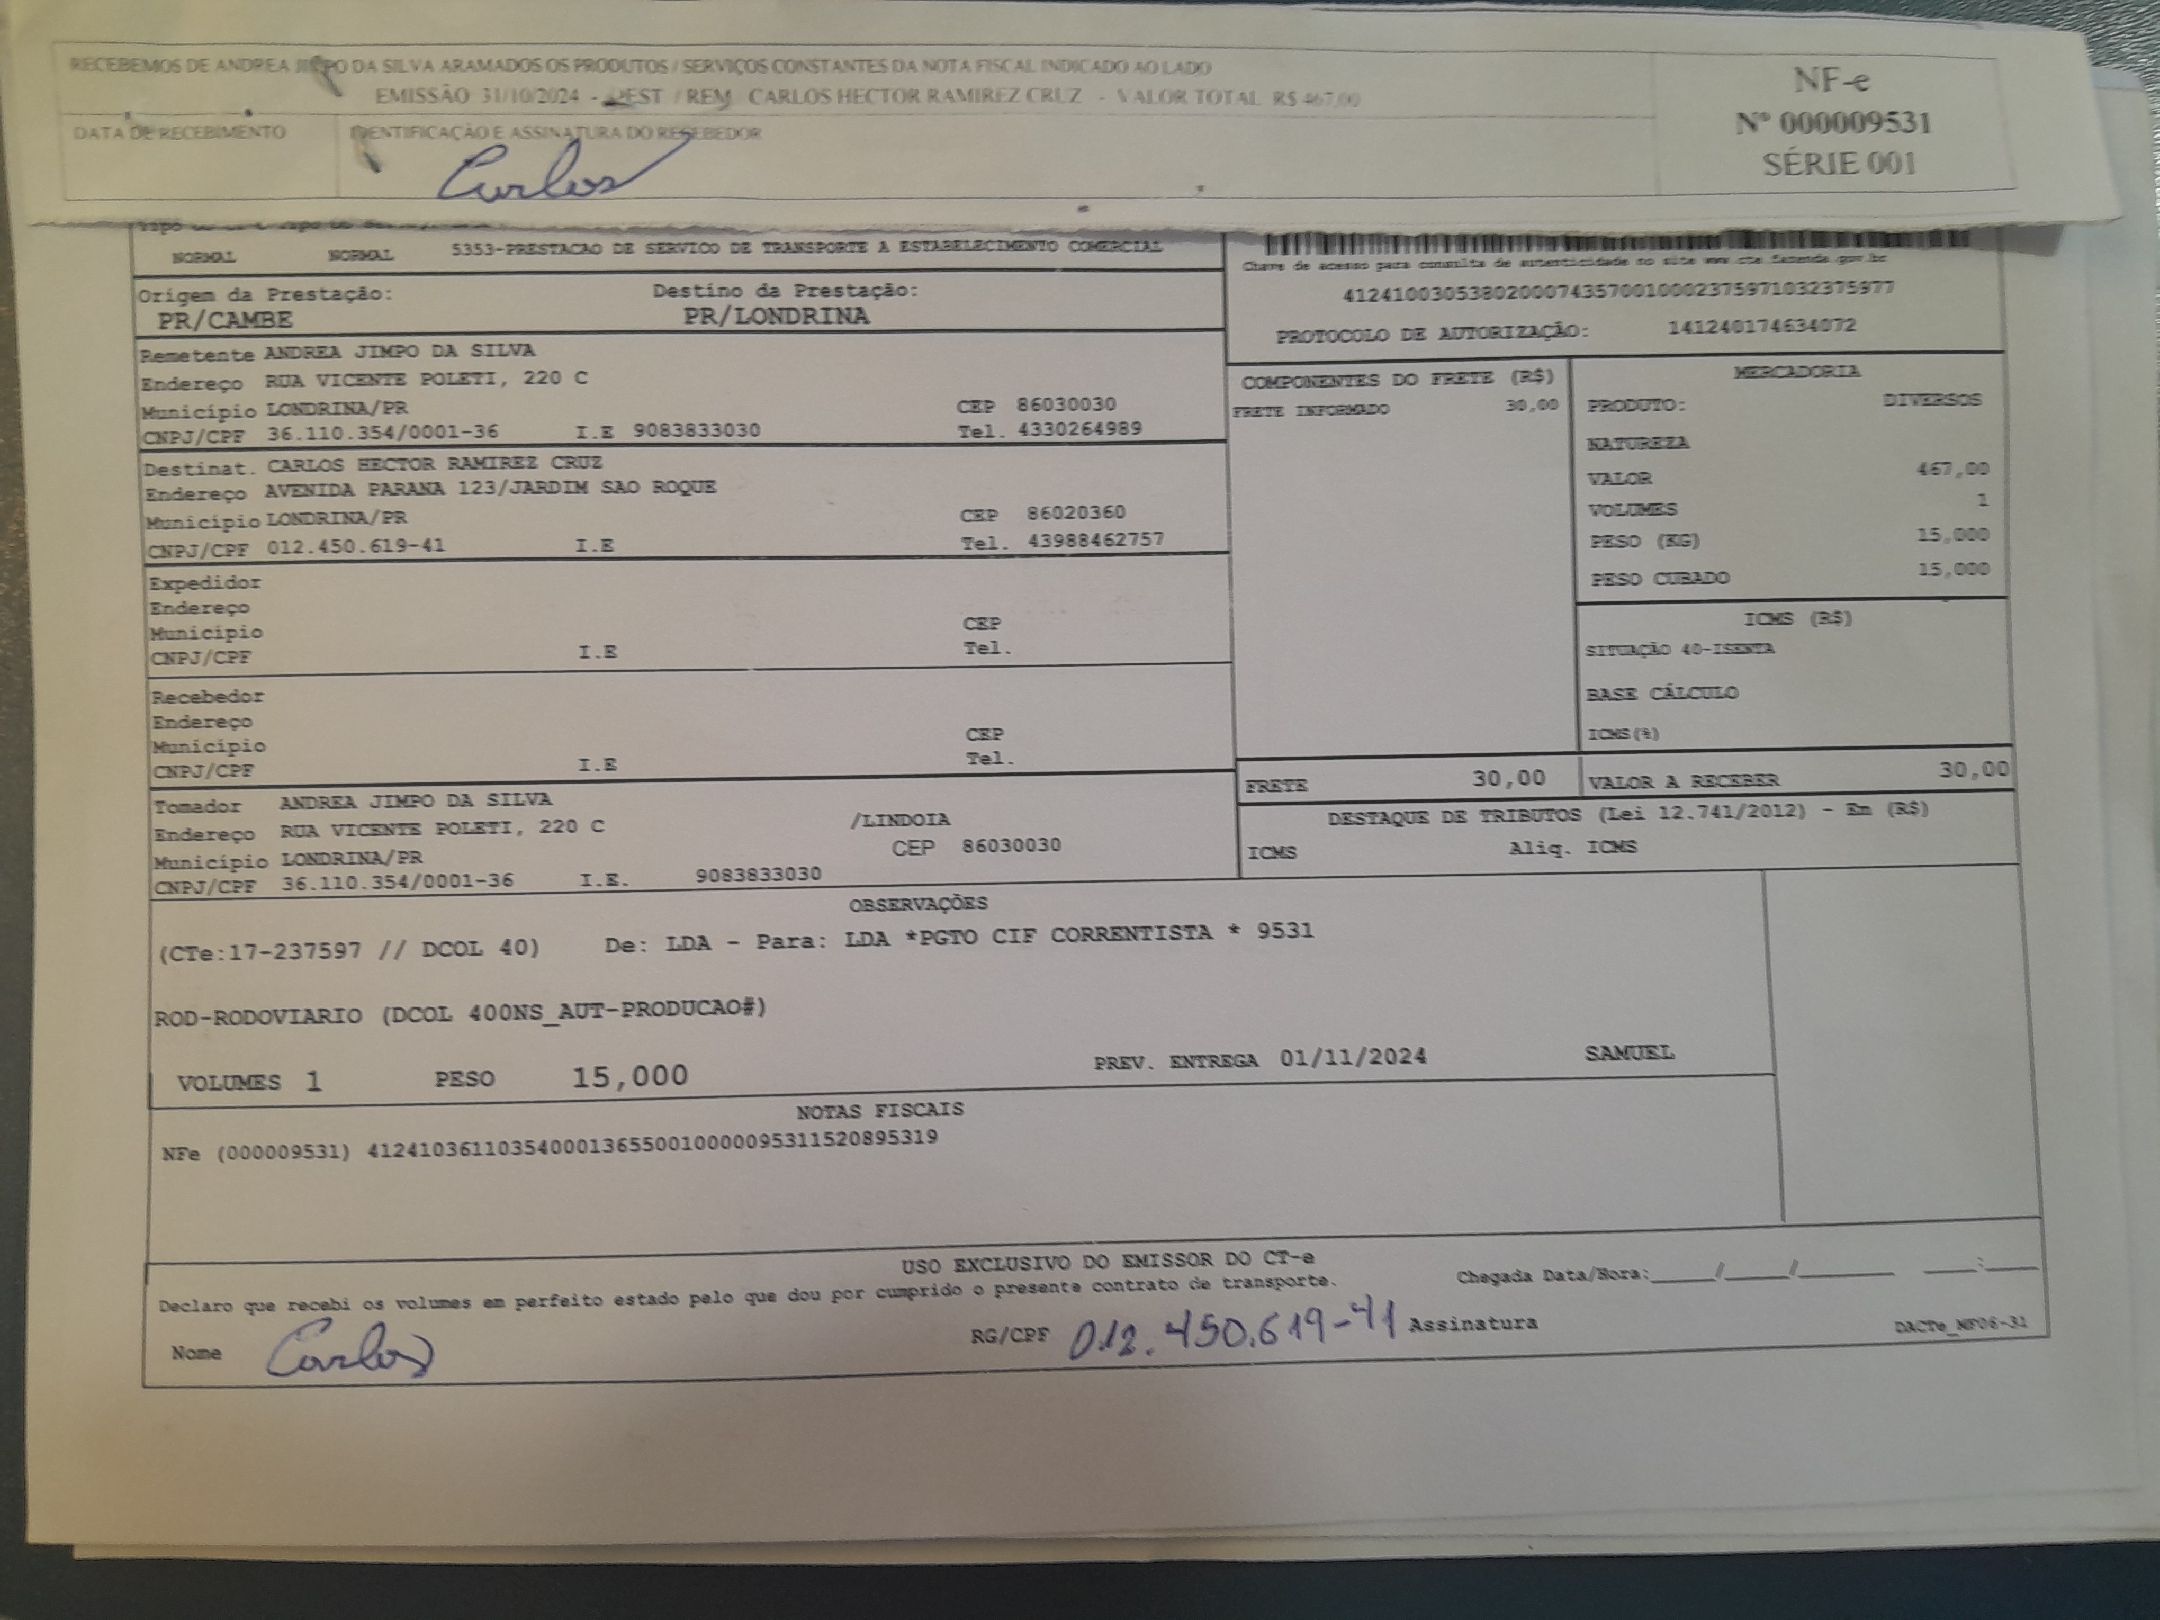 RECEBEMOS DE ANDREA JIMPO DA SILVA ARAMADOS OS PRODUTOS / SERVIÇOS CONSTANTES DA NOTA FISCAL INDICADO AO LADO
EMISSÃO 31/10/2024 - DEST / REM CARLOS HECTOR RAMIREZ CRUZ - VALOR TOTAL R$ 467,00
DATA DE RECEBIMENTO IDENTIFICAÇÃO E ASSINATURA DO RECEBEDOR
Carlos
NF-e
Nº 000009531
SÉRIE 001
NORMAL NORMAL 5353-PRESTACAO DE SERVICO DE TRANSPORTE A ESTABELECIMENTO COMERCIAL
Chave de acesso para consulta de autenticidade no site www.cte.fazenda.gov.br
41241003053802000743570010002375971032375977
PROTOCOLO DE AUTORIZAÇÃO: 141240174634072
Origem da Prestação: Destino da Prestação:
PR/CAMBE PR/LONDRINA
Remetente ANDREA JIMPO DA SILVA
Endereço RUA VICENTE POLETI, 220 C
Município LONDRINA/PR CEP 86030030
CNPJ/CPF 36.110.354/0001-36 I.E 9083833030 Tel. 4330264989
Destinat. CARLOS HECTOR RAMIREZ CRUZ
Endereço AVENIDA PARANA 123/JARDIM SAO ROQUE
Município LONDRINA/PR CEP 86020360
CNPJ/CPF 012.450.619-41 I.E Tel. 43988462757
Expedidor
Endereço
Município CEP
CNPJ/CPF I.E Tel.
Recebedor
Endereço
Município CEP
CNPJ/CPF I.E Tel.
Tomador ANDREA JIMPO DA SILVA
Endereço RUA VICENTE POLETI, 220 C /LINDOIA
Município LONDRINA/PR CEP 86030030
CNPJ/CPF 36.110.354/0001-36 I.E. 9083833030
COMPONENTES DO FRETE (R$)
FRETE INFORMADO 30,00
MERCADORIA
PRODUTO: DIVERSOS
NATUREZA
VALOR 467,00
VOLUMES 1
PESO (KG) 15,000
PESO CUBADO 15,000
ICMS (R$)
SITUAÇÃO 40-ISENTA
BASE CÁLCULO
ICMS(%)
FRETE 30,00 VALOR A RECEBER 30,00
DESTAQUE DE TRIBUTOS (Lei 12.741/2012) - Em (R$)
ICMS Aliq. ICMS
OBSERVAÇÕES
(CTe:17-237597 // DCOL 40) De: LDA - Para: LDA *PGTO CIF CORRENTISTA * 9531
ROD-RODOVIARIO (DCOL 400NS_AUT-PRODUCAO#)
VOLUMES 1 PESO 15,000 PREV. ENTREGA 01/11/2024 SAMUEL
NOTAS FISCAIS
NFe (000009531) 41241036110354000136550010000095311520895319
USO EXCLUSIVO DO EMISSOR DO CT-e
Declaro que recebi os volumes em perfeito estado pelo que dou por cumprido o presente contrato de transporte. Chegada Data/Hora:____/____/______ ___:___
Nome Carlos RG/CPF 012.450.619-41 Assinatura DACTe_MF06-31